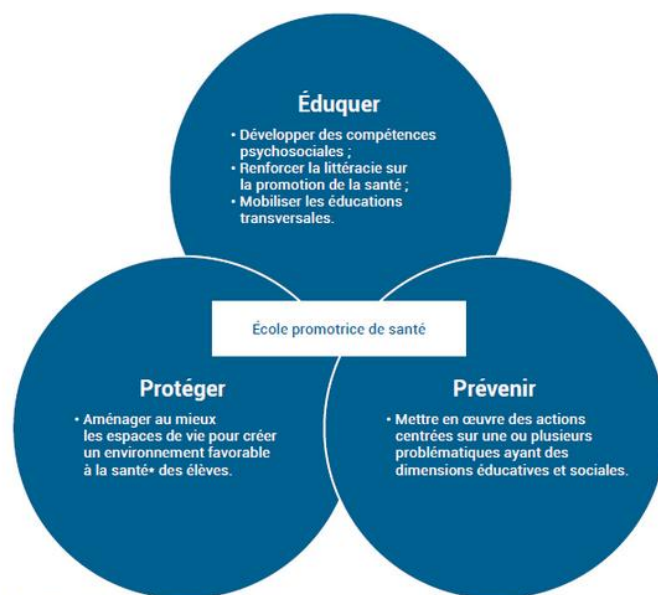 Éduquer
• Développer des compétences
psychosociales ;
• Renforcer la littéracie sur
la promotion de la santé ;
• Mobiliser les éducations
transversales.
École promotrice de santé
Protéger
• Aménager au mieux
les espaces de vie pour créer
un environnement favorable
à la santé* des élèves.
Prévenir
• Mettre en œuvre des actions
centrées sur une ou plusieurs
problématiques ayant des
dimensions éducatives et sociales.